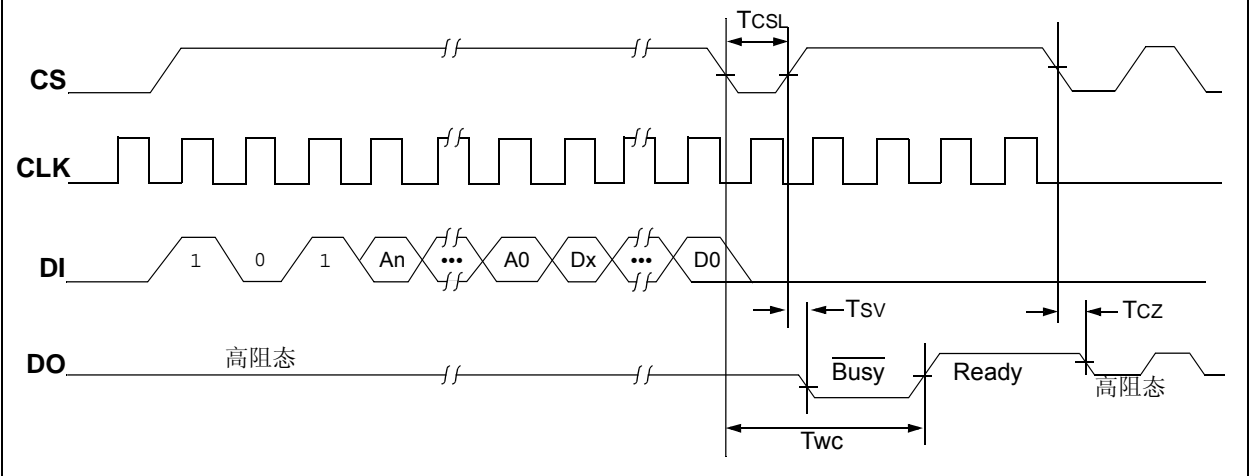 TCSL
CS
CLK
DI 1 0 1 An ••• A0 Dx ••• D0
TSV TCZ
DO 高阻态 Busy Ready 高阻态
TWC